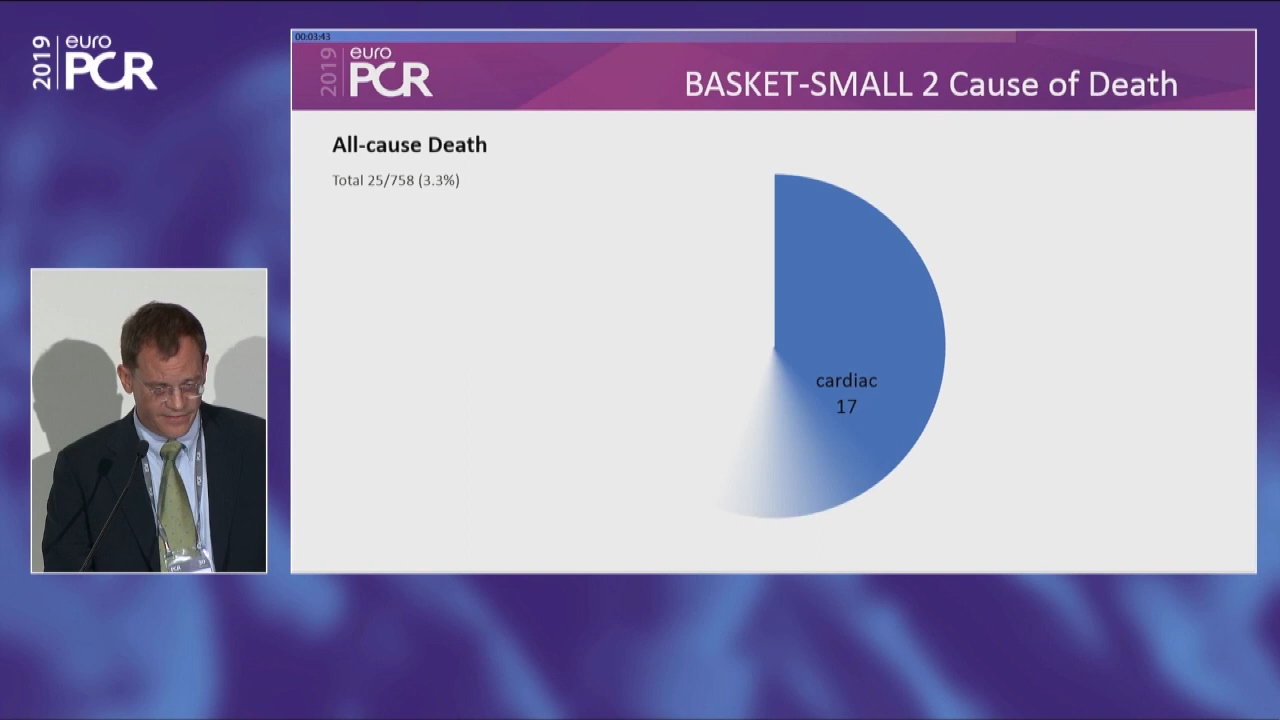 2019
euro
PCR
00:03:43
2019
euro
PCR
BASKET-SMALL 2 Cause of Death
All-cause Death
Total 25/758 (3.3%)
cardiac
17
PCR